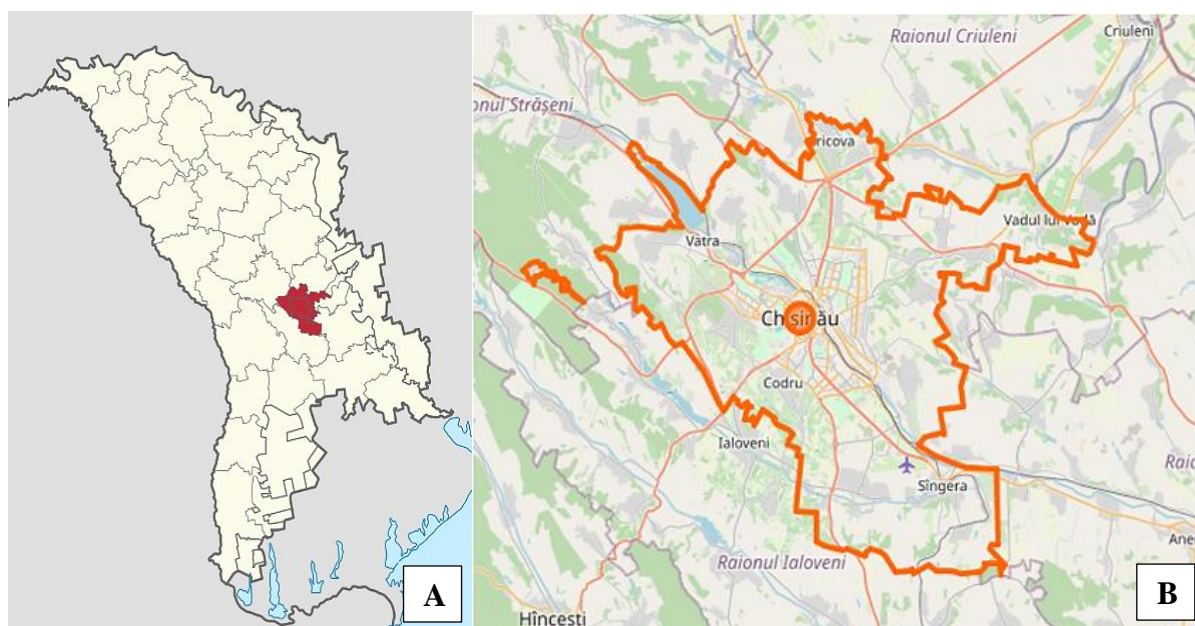 Raionul Criuleni
Criuleni
onul Strășeni
ricova
Vadul lui Vodă
Vatra
Chișinău
Codru
Ialoveni
Sîngera
Raio
Ane
Raionul Ialoveni
Hîncești
A
B